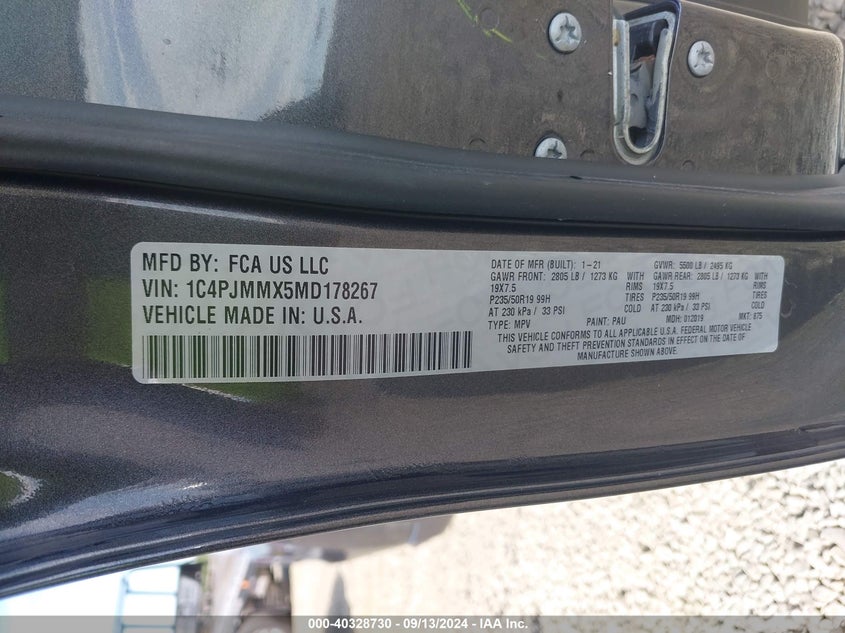 MFD BY: FCA US LLC
VIN: 1C4PJMMX5MD178267
VEHICLE MADE IN: U.S.A.
DATE OF MFR (BUILT): 1-21 GVWR: 5500 LB / 2495 KG
GAWR FRONT: 2805 LB / 1273 KG WITH GAWR REAR: 2805 LB / 1273 KG WITH
19X7.5 RIMS 19X7.5 RIMS
P235/50R19 99H TIRES P235/50R19 99H TIRES
AT 230 kPa / 33 PSI COLD AT 230 kPa / 33 PSI COLD
TYPE: MPV PAINT: PAU MDH: 012019 MKT: 875
THIS VEHICLE CONFORMS TO ALL APPLICABLE U.S.A. FEDERAL MOTOR VEHICLE
SAFETY AND THEFT PREVENTION STANDARDS IN EFFECT ON THE DATE OF
MANUFACTURE SHOWN ABOVE.
000-40328730 - 09/13/2024 - IAA Inc.